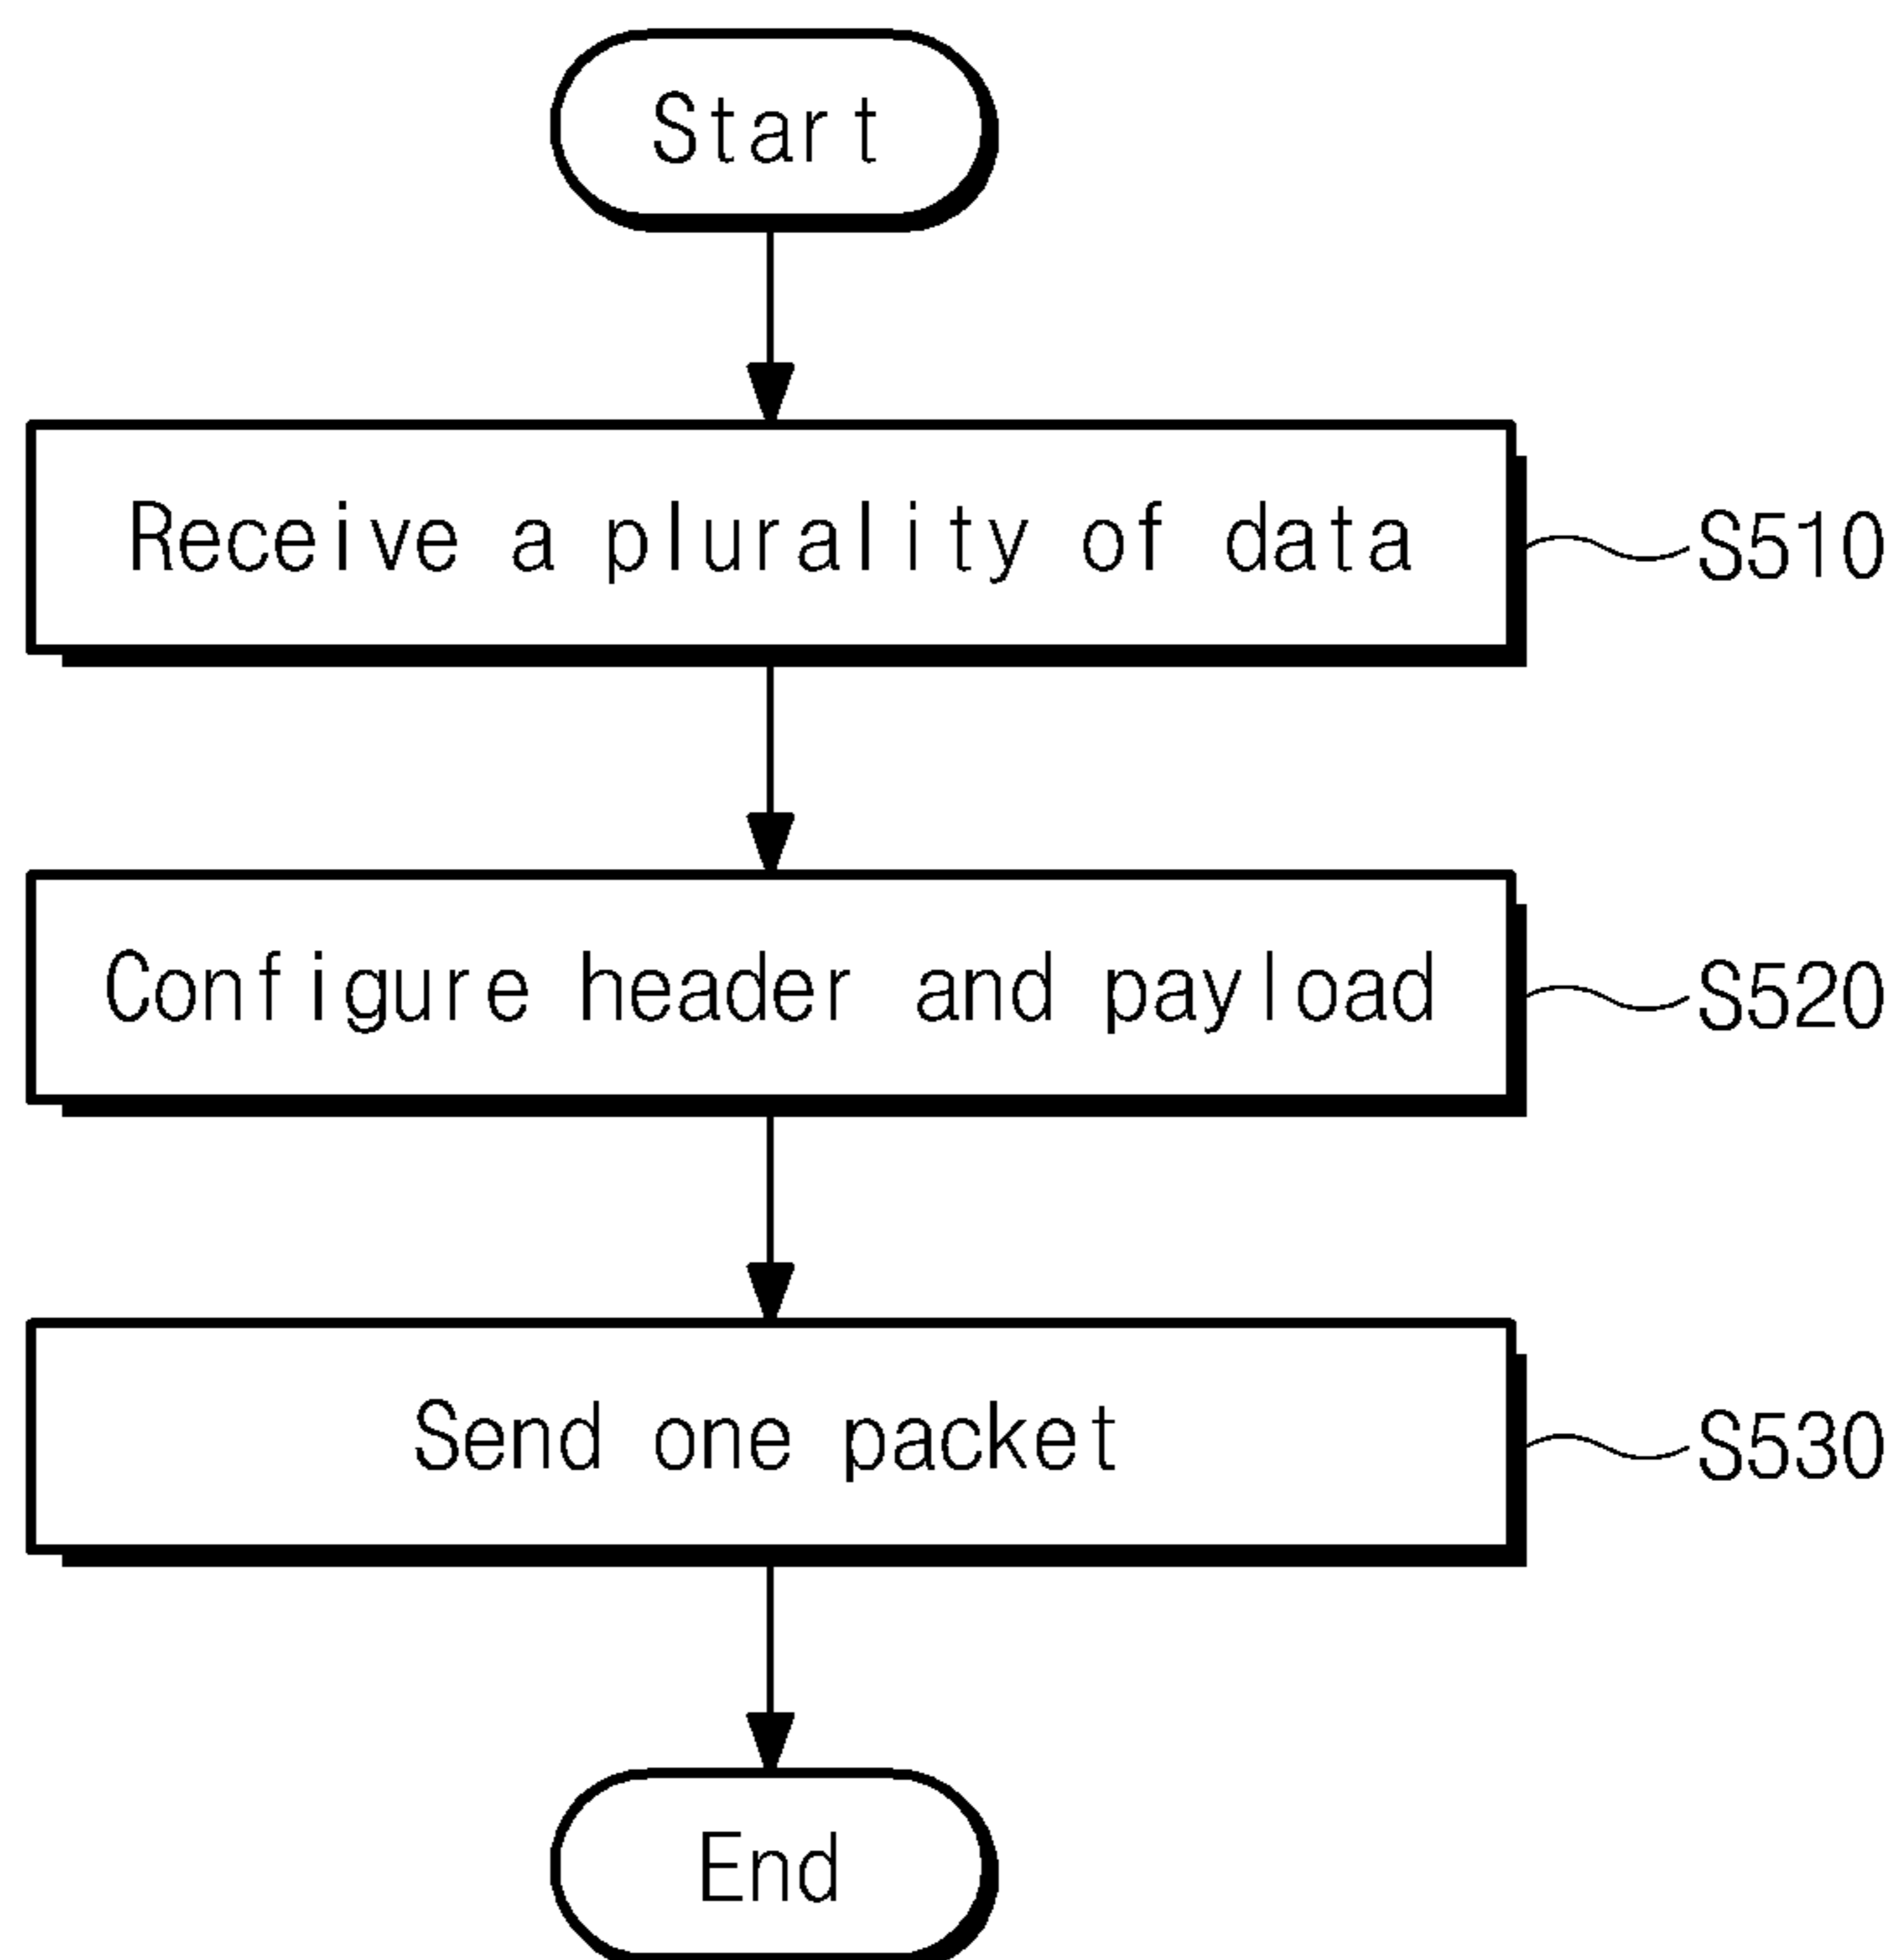 Start
Receive a plurality of data
S510
Configure header and payload
S520
Send one packet
S530
End